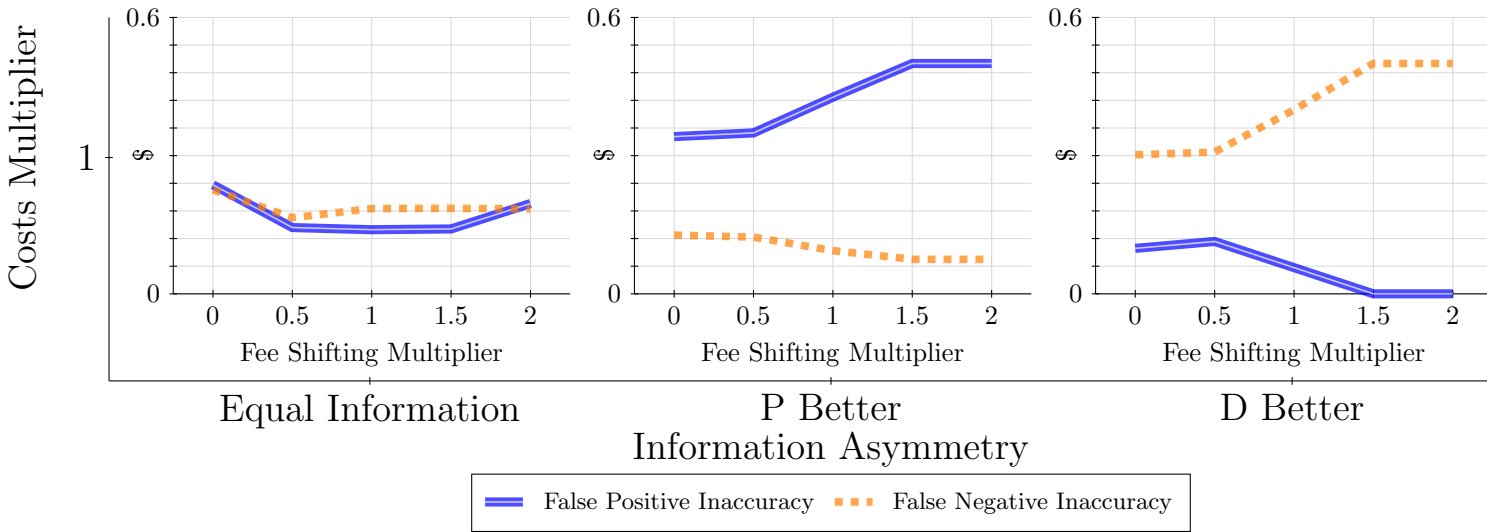 Costs Multiplier
1
0.6
0
$
0 0.5 1 1.5 2
Fee Shifting Multiplier
0.6
0
$
0 0.5 1 1.5 2
Fee Shifting Multiplier
0.6
0
$
0 0.5 1 1.5 2
Fee Shifting Multiplier
Equal Information P Better D Better
Information Asymmetry
False Positive Inaccuracy False Negative Inaccuracy